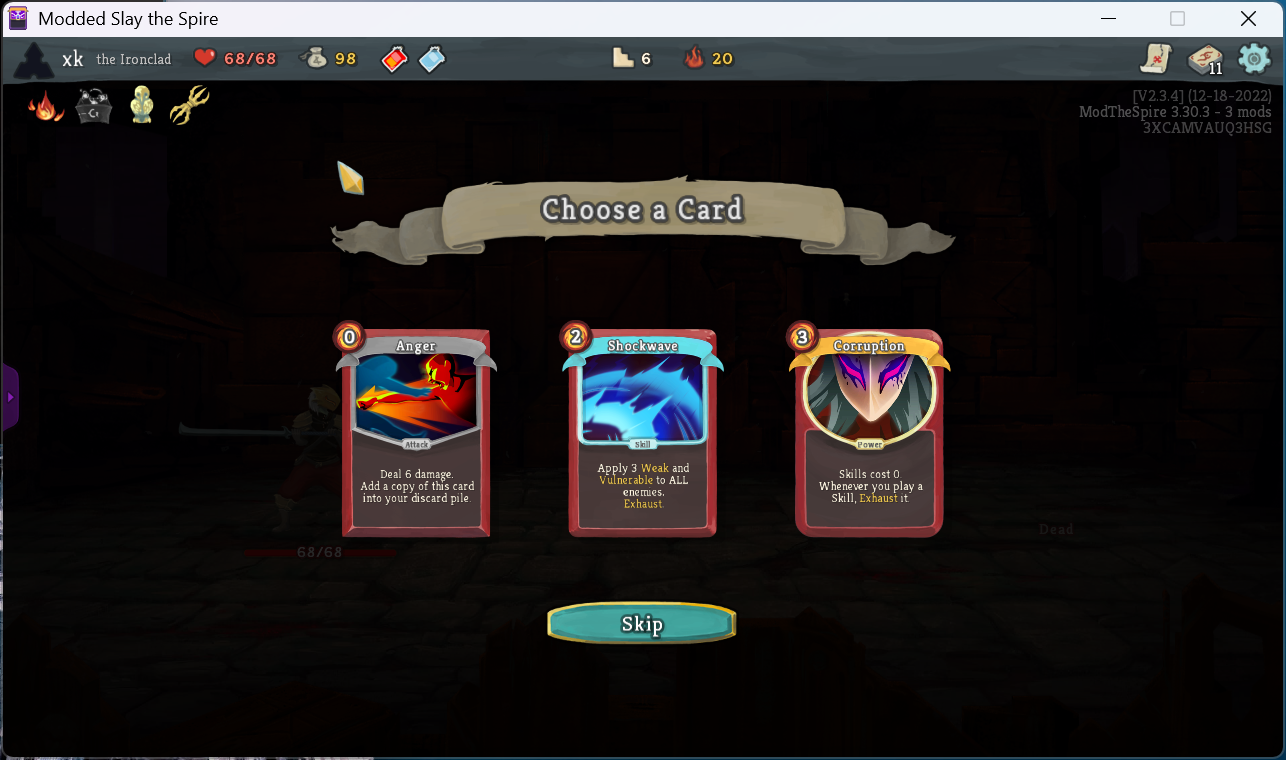 Modded Slay the Spire
xk the Ironclad 68/68 98 6 20 11
[V2.3.4] (12-18-2022)
ModTheSpire 3.30.3 - 3 mods
3XCAMVAUQ3HSG
Choose a Card
0 Anger
Attack
Deal 6 damage.
Add a copy of this card
into your discard pile.
2 Shockwave
Skill
Apply 3 Weak and
Vulnerable to ALL
enemies.
Exhaust.
3 Corruption
Power
Skills cost 0.
Whenever you play a
Skill, Exhaust it.
Dead
68/68
Skip